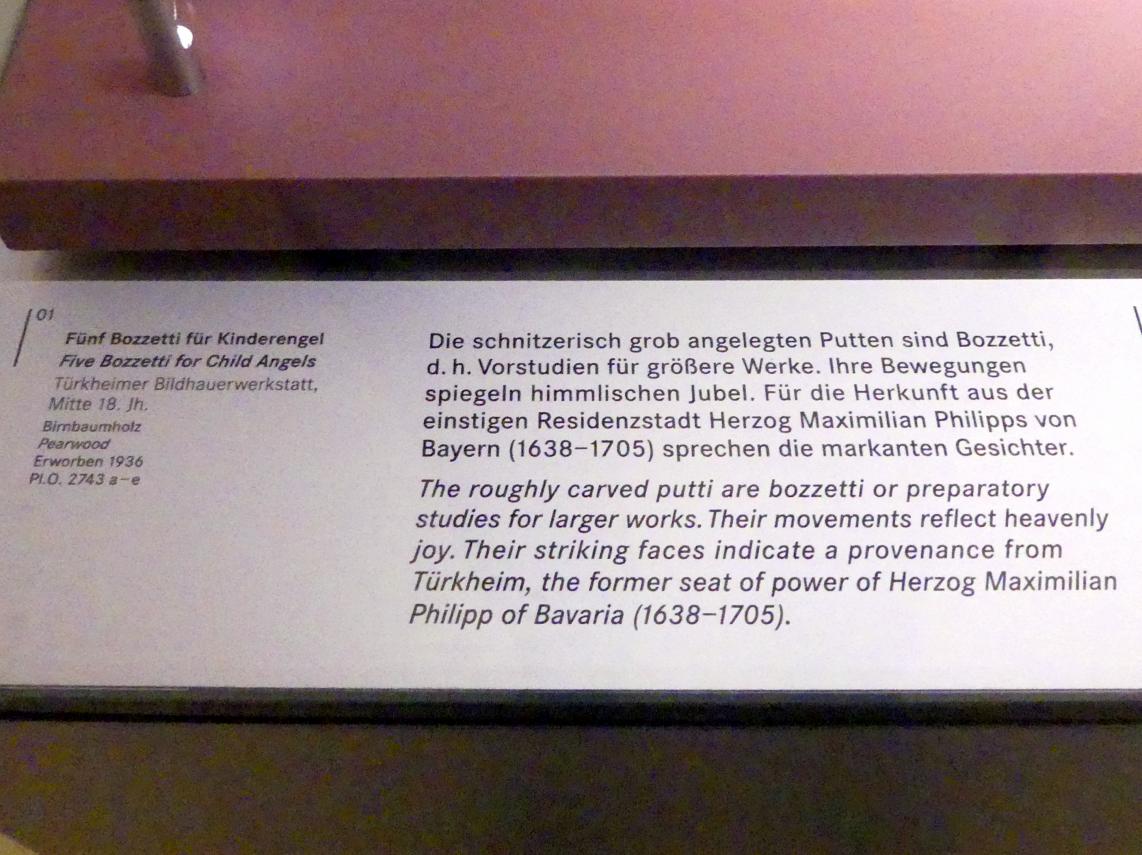 01
Fünf Bozzetti für Kinderengel
Five Bozzetti for Child Angels
Türkheimer Bildhauerwerkstatt,
Mitte 18. Jh.
Birnbaumholz
Pearwood
Erworben 1936
Pl.O. 2743 a–e
Die schnitzerisch grob angelegten Putten sind Bozzetti,
d. h. Vorstudien für größere Werke. Ihre Bewegungen
spiegeln himmlischen Jubel. Für die Herkunft aus der
einstigen Residenzstadt Herzog Maximilian Philipps von
Bayern (1638–1705) sprechen die markanten Gesichter.
The roughly carved putti are bozzetti or preparatory
studies for larger works. Their movements reflect heavenly
joy. Their striking faces indicate a provenance from
Türkheim, the former seat of power of Herzog Maximilian
Philipp of Bavaria (1638–1705).